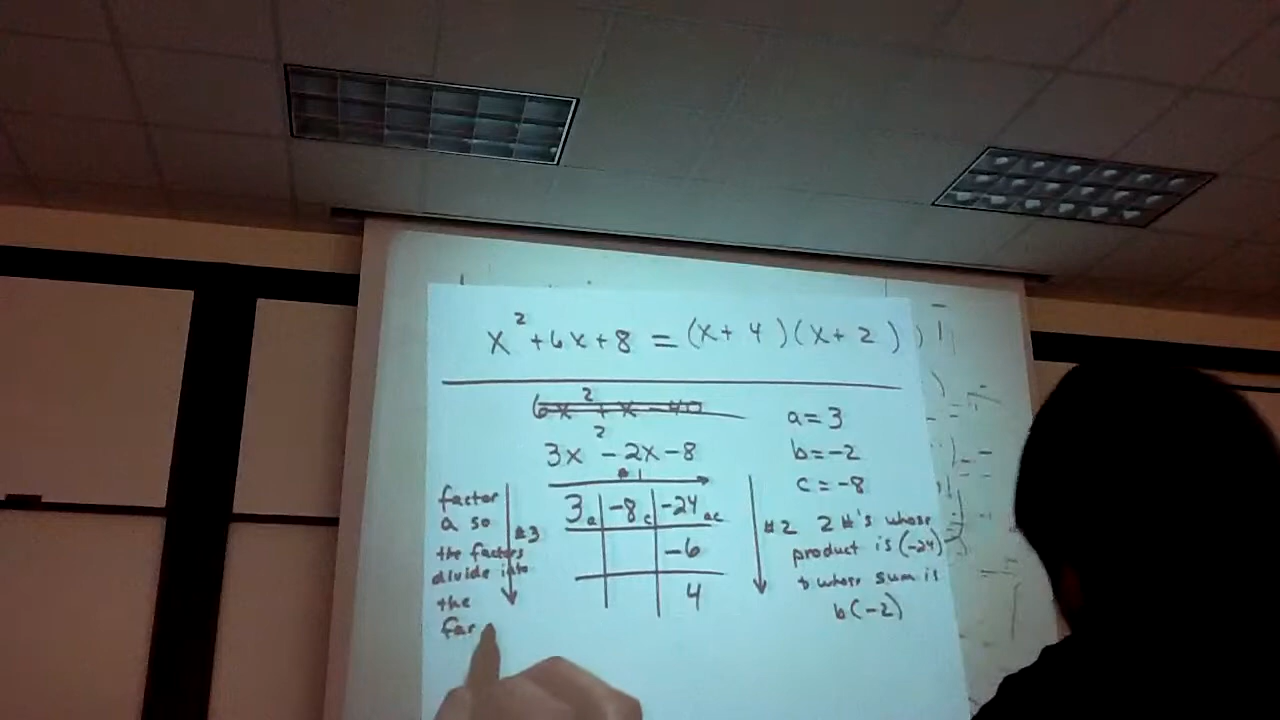 x² + 6x + 8 = (x + 4)(x + 2)
6x² + x - 40
3x² - 2x - 8
a = 3
b = -2
c = -8
#1
3a | -8c | -24ac
-6
4
#2 2 #'s whose
product is (-24)
+ whose sum is
b(-2)
#3
factor
a so
the factors
divide into
the
far